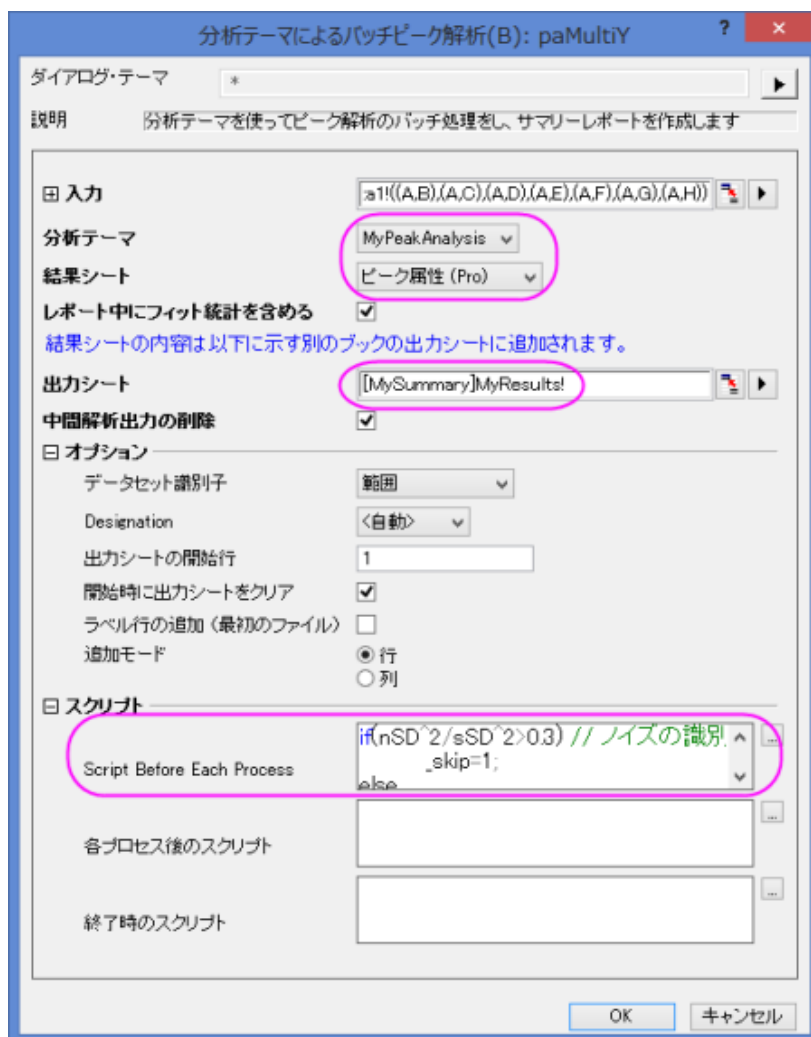 分析テーマによるバッチピーク解析(B): paMultiY ? ×
ダイアログ・テーマ *
説明 分析テーマを使ってピーク解析のバッチ処理をし、サマリーレポートを作成します
入力 :a1!((A,B),(A,C),(A,D),(A,E),(A,F),(A,G),(A,H))
分析テーマ MyPeakAnalysis
結果シート ピーク属性 (Pro)
レポート中にフィット統計を含める
結果シートの内容は以下に示す別のブックの出力シートに追加されます。
出力シート [MySummary]MyResults!
中間解析出力の削除
オプション
データセット識別子 範囲
Designation <自動>
出力シートの開始行 1
開始時に出力シートをクリア
ラベル行の追加 (最初のファイル)
追加モード 行
列
スクリプト
if(nSD^2/sSD^2>0.3) // ノイズの識別 ...
Script Before Each Process _skip=1;
else
各プロセス後のスクリプト ...
終了時のスクリプト ...
OK キャンセル